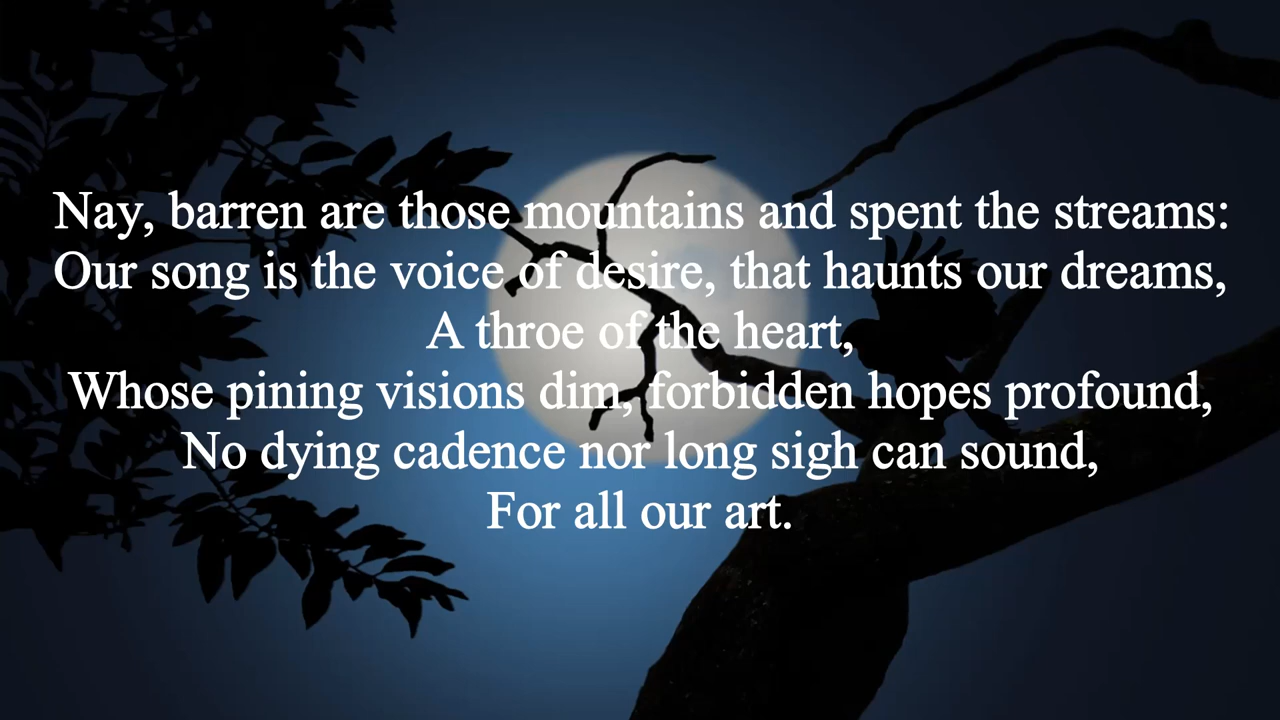 Nay, barren are those mountains and spent the streams:
Our song is the voice of desire, that haunts our dreams,
A throe of the heart,
Whose pining visions dim, forbidden hopes profound,
No dying cadence nor long sigh can sound,
For all our art.